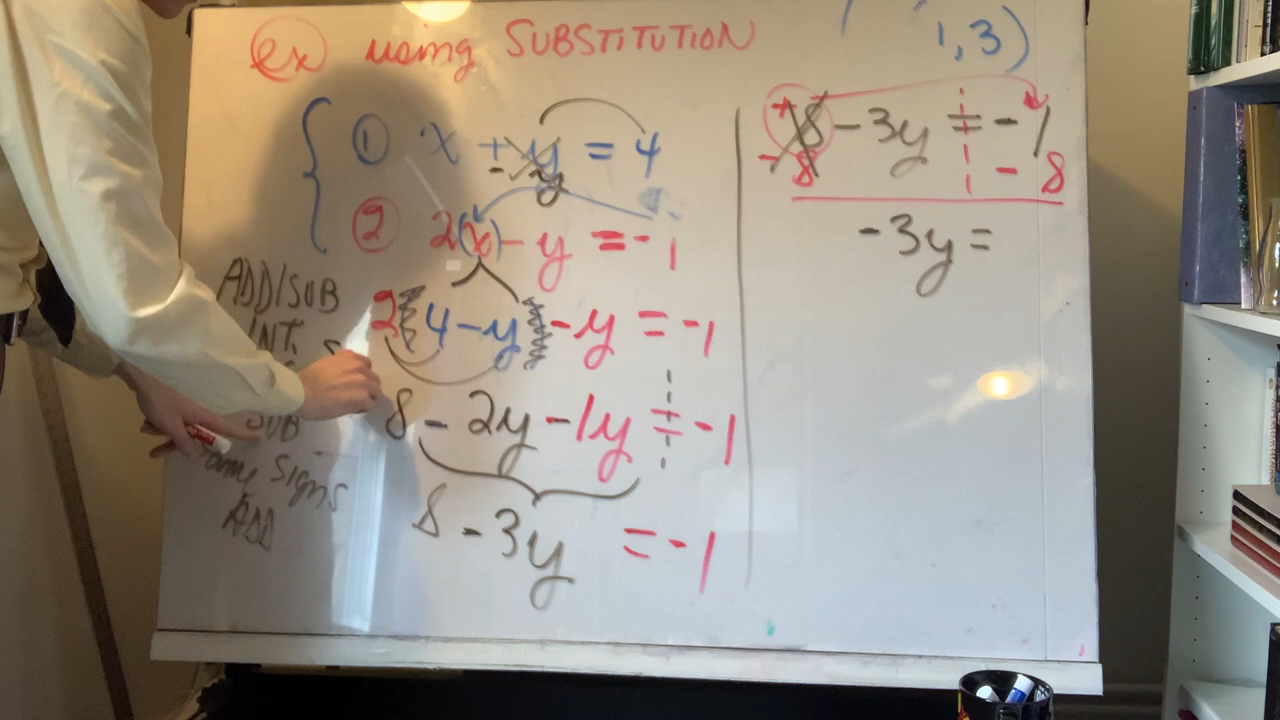 ex using SUBSTITUTION
1, 3)
① x + y = 4
- y
② 2(x) - y = -1
2(4 - y) - y = -1
8 - 2y - 1y = -1
8 - 3y = -1
ADD/SUB
INT.
SUB
Same Signs
ADD
+8 - 3y = -1
-8 - 8
-3y =